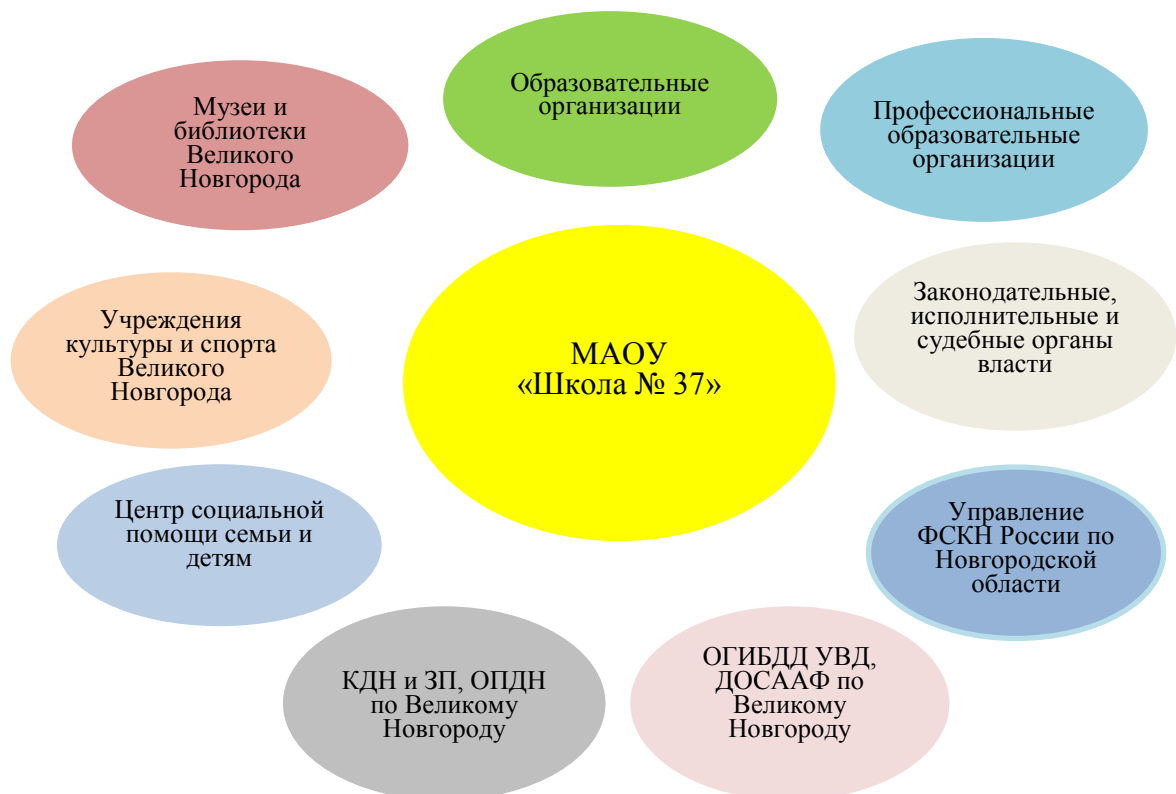 Образовательные
организации
Музеи и
библиотеки
Великого
Новгорода
Профессиональные
образовательные
организации
Учреждения
культуры и спорта
Великого
Новгорода
МАОУ
«Школа № 37»
Законодательные,
исполнительные и
судебные органы
власти
Центр социальной
помощи семьи и
детям
Управление
ФСКН России по
Новгородской
области
КДН и ЗП, ОПДН
по Великому
Новгороду
ОГИБДД УВД,
ДОСААФ по
Великому
Новгороду